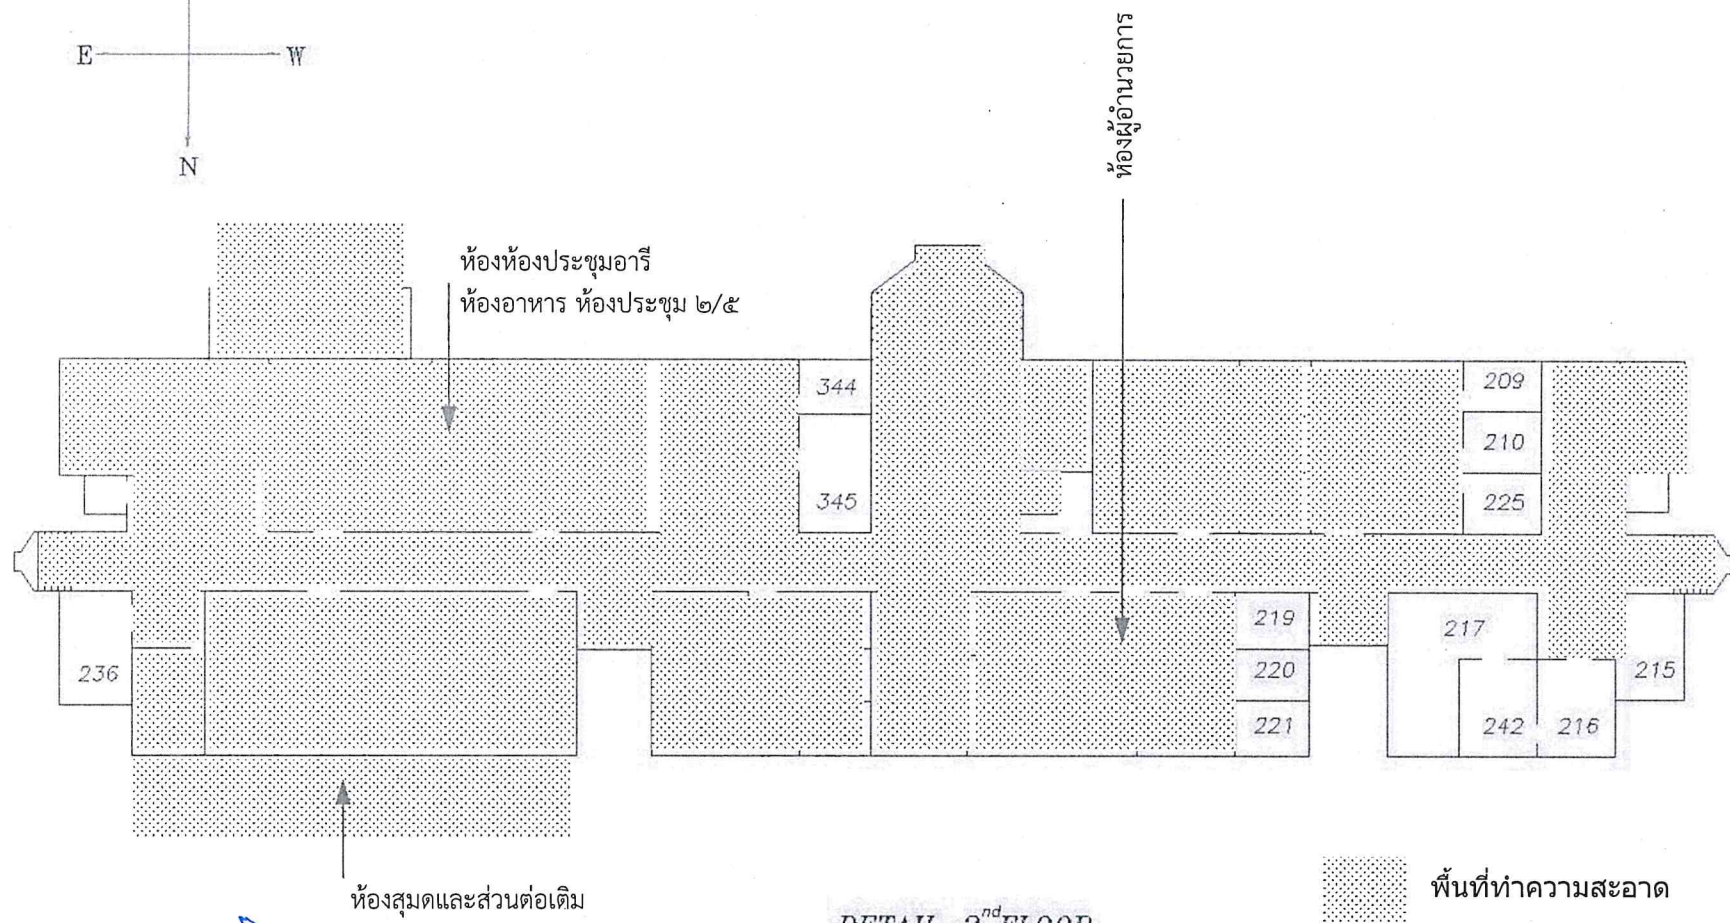 E W
N
ห้องผู้อำนวยการ
ห้องห้องประชุมอารี
ห้องอาหาร ห้องประชุม ๒/๕
344
209
210
345
225
219
217
236
220
215
221
242
216
ห้องสมุดและส่วนต่อเติม
พื้นที่ทำความสะอาด
DETAIL 2nd FLOOR